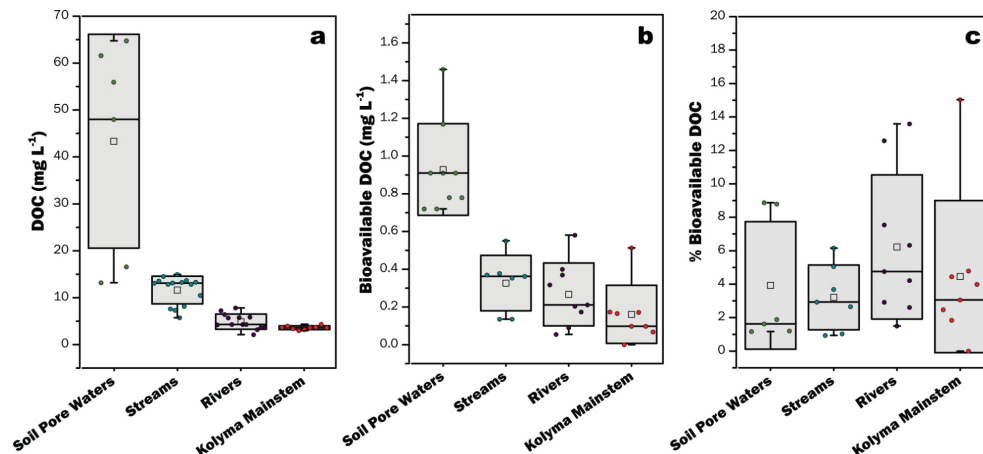 a
DOC (mg L⁻¹)
70
60
50
40
30
20
10
0
Soil Pore Waters
Streams
Rivers
Kolyma Mainstem
b
Bioavailable DOC (mg L⁻¹)
1.6
1.4
1.2
1.0
0.8
0.6
0.4
0.2
0.0
Soil Pore Waters
Streams
Rivers
Kolyma Mainstem
c
% Bioavailable DOC
20
18
16
14
12
10
8
6
4
2
0
Soil Pore Waters
Streams
Rivers
Kolyma Mainstem